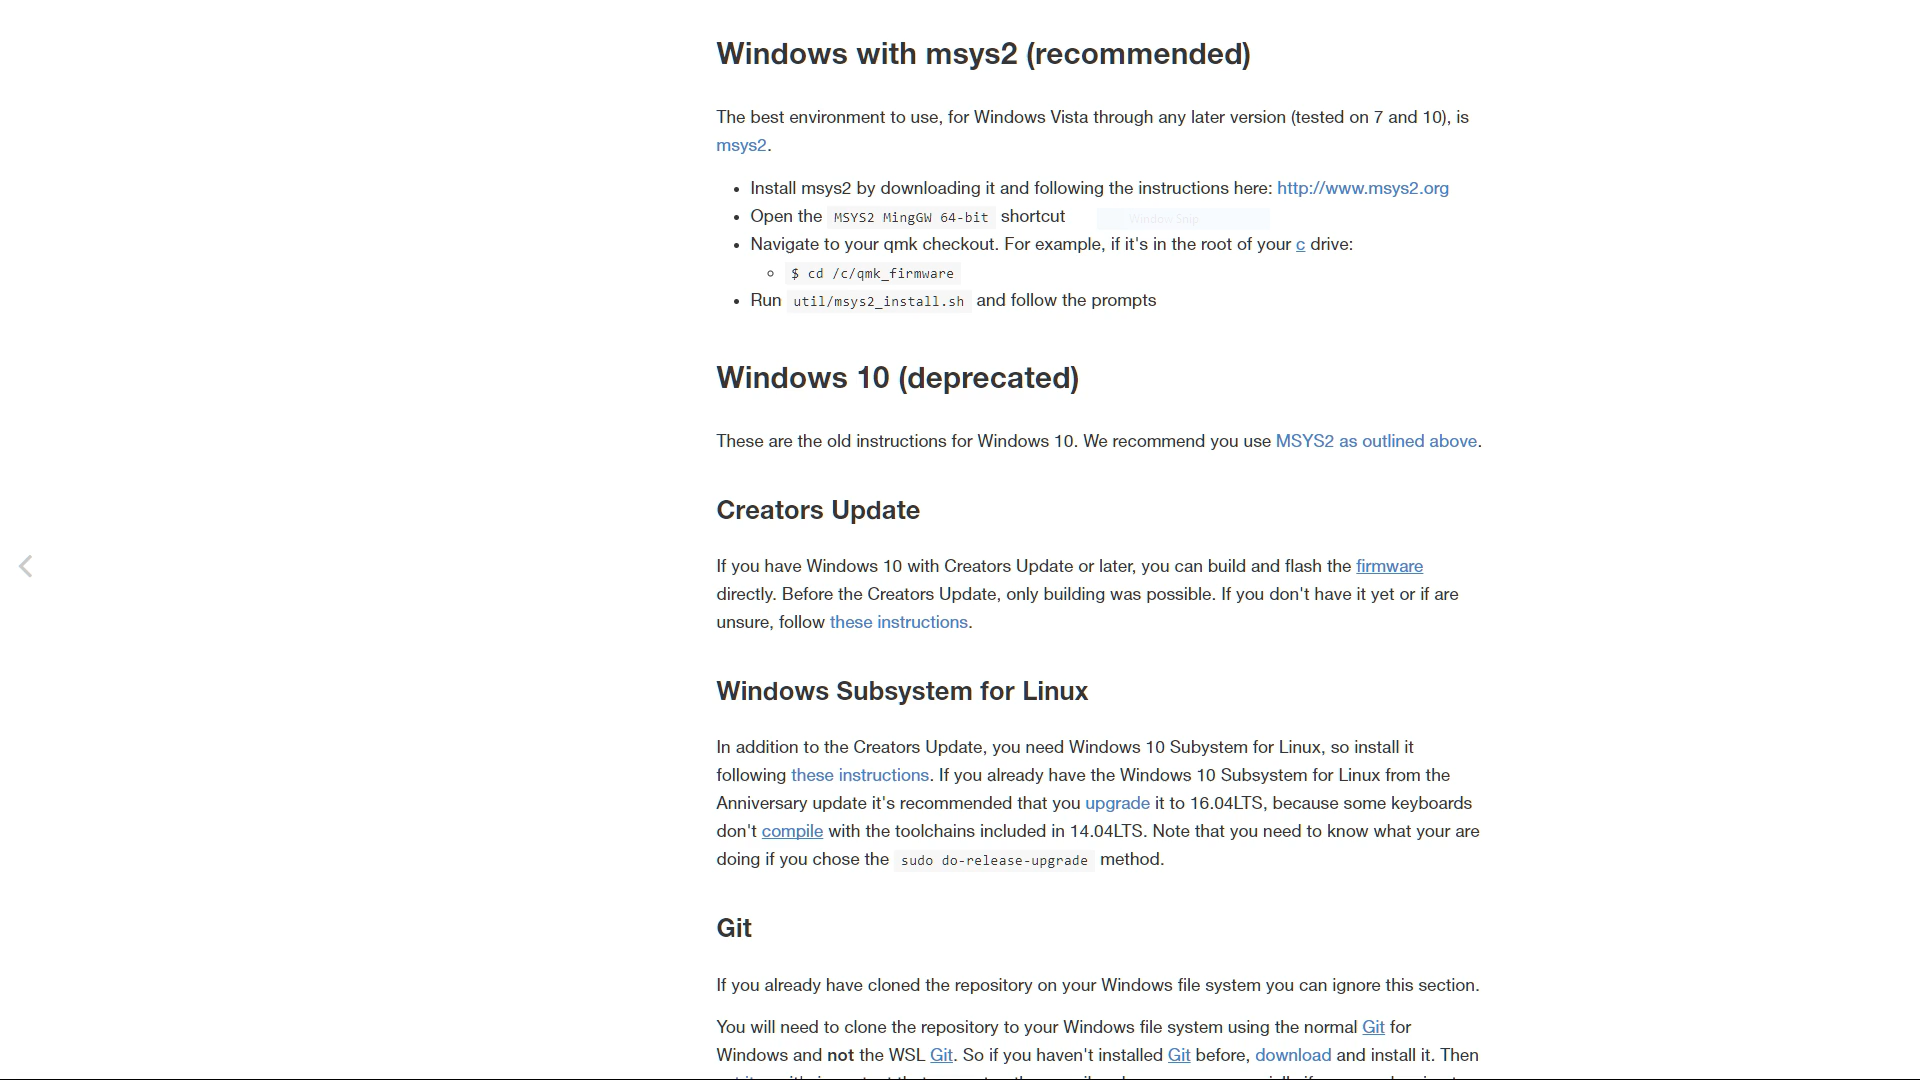 Windows with msys2 (recommended)
The best environment to use, for Windows Vista through any later version (tested on 7 and 10), is
msys2.
• Install msys2 by downloading it and following the instructions here: http://www.msys2.org
• Open the MSYS2 MingGW 64-bit shortcut
Window Snip
• Navigate to your qmk checkout. For example, if it's in the root of your c drive:
◦ $ cd /c/qmk_firmware
• Run util/msys2_install.sh and follow the prompts
Windows 10 (deprecated)
These are the old instructions for Windows 10. We recommend you use MSYS2 as outlined above.
Creators Update
If you have Windows 10 with Creators Update or later, you can build and flash the firmware
directly. Before the Creators Update, only building was possible. If you don't have it yet or if are
unsure, follow these instructions.
Windows Subsystem for Linux
In addition to the Creators Update, you need Windows 10 Subystem for Linux, so install it
following these instructions. If you already have the Windows 10 Subsystem for Linux from the
Anniversary update it's recommended that you upgrade it to 16.04LTS, because some keyboards
don't compile with the toolchains included in 14.04LTS. Note that you need to know what your are
doing if you chose the sudo do-release-upgrade method.
Git
If you already have cloned the repository on your Windows file system you can ignore this section.
You will need to clone the repository to your Windows file system using the normal Git for
Windows and not the WSL Git. So if you haven't installed Git before, download and install it. Then